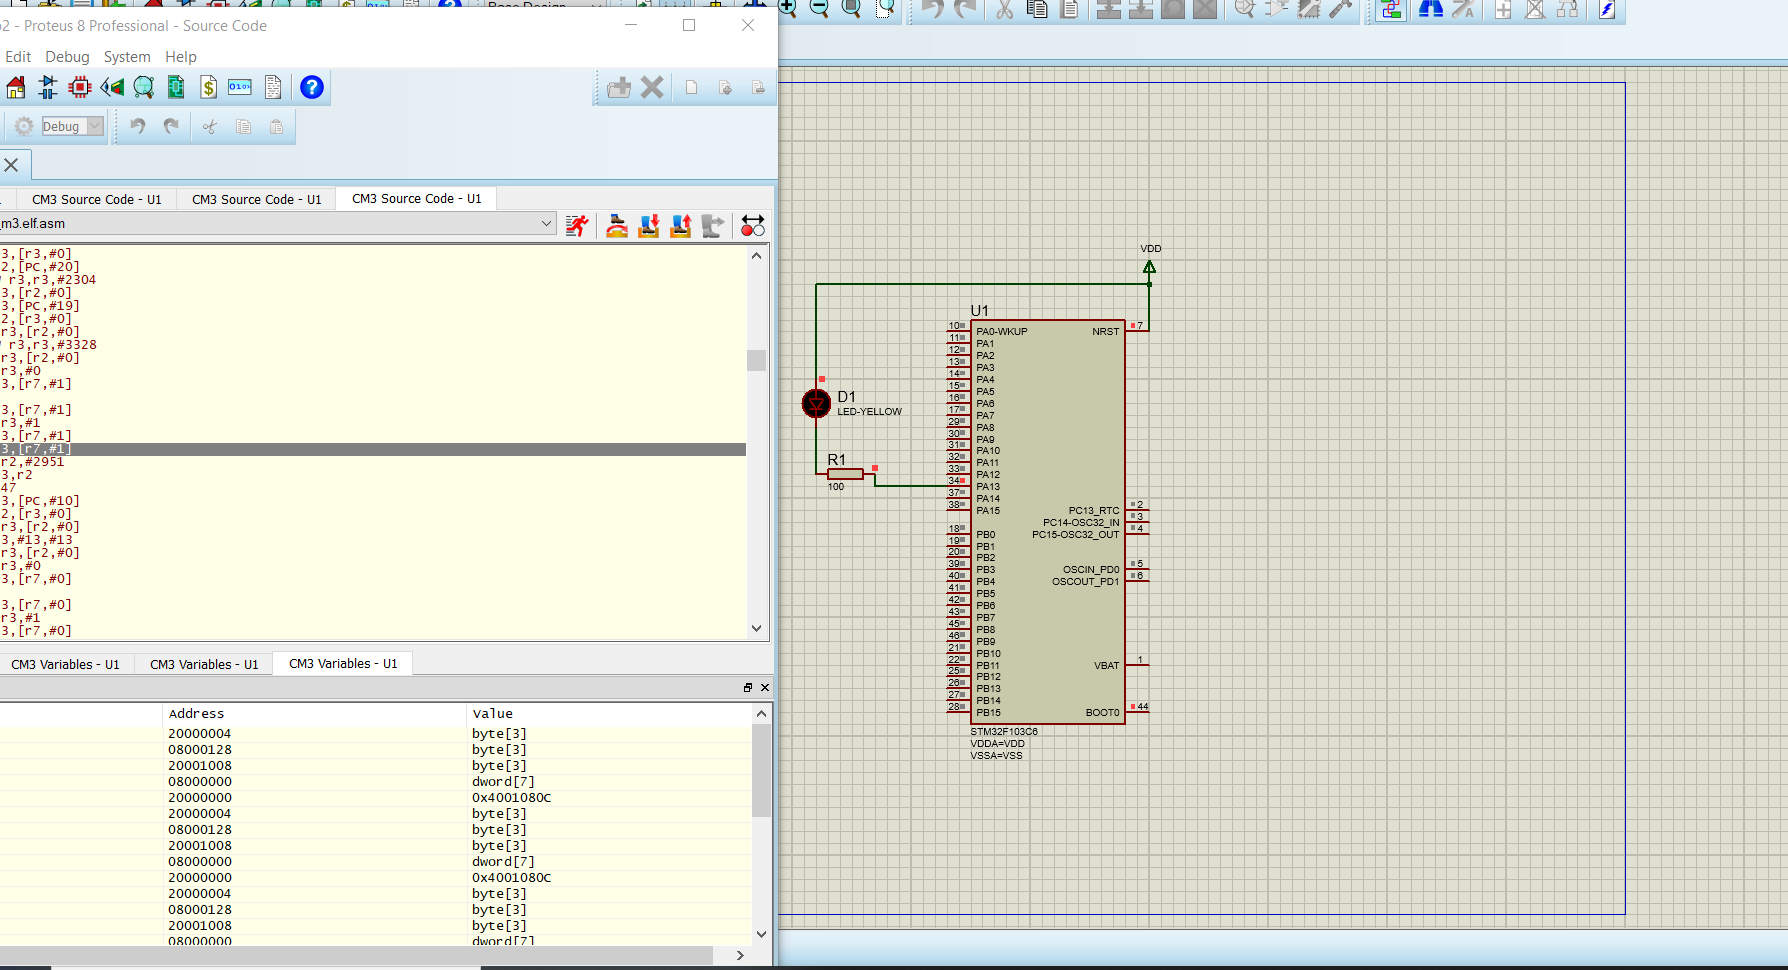 o2 - Proteus 8 Professional - Source Code
Edit Debug System Help
Debug
CM3 Source Code - U1 CM3 Source Code - U1 CM3 Source Code - U1
_m3.elf.asm
3,[r3,#0]
2,[PC,#20]
r3,r3,#2304
3,[r2,#0]
3,[PC,#19]
2,[r3,#0]
r3,[r2,#0]
r3,r3,#3328
r3,[r2,#0]
r3,#0
3,[r7,#1]
3,[r7,#1]
r3,#1
3,[r7,#1]
3,[r7,#1]
r2,#2951
3,r2
47
3,[PC,#10]
2,[r3,#0]
r3,[r2,#0]
3,#13,#13
r3,[r2,#0]
r3,#0
3,[r7,#0]
3,[r7,#0]
r3,#1
3,[r7,#0]
CM3 Variables - U1 CM3 Variables - U1 CM3 Variables - U1
Address Value
20000004 byte[3]
08000128 byte[3]
20001008 byte[3]
08000000 dword[7]
20000000 0x4001080C
20000004 byte[3]
08000128 byte[3]
20001008 byte[3]
08000000 dword[7]
20000000 0x4001080C
20000004 byte[3]
08000128 byte[3]
20001008 byte[3]
08000000 dword[7]
VDD
U1
10 PA0-WKUP NRST 7
11 PA1
12 PA2
13 PA3
14 PA4
15 PA5
16 PA6
17 PA7
29 PA8
30 PA9
31 PA10
32 PA11
33 PA12
34 PA13
37 PA14
38 PA15 PC13_RTC 2
PC14-OSC32_IN 3
18 PB0 PC15-OSC32_OUT 4
19 PB1
20 PB2
39 PB3 OSCIN_PD0 5
40 PB4 OSCOUT_PD1 6
41 PB5
42 PB6
43 PB7
45 PB8
46 PB9
21 PB10
22 PB11 VBAT 1
25 PB12
26 PB13
27 PB14
28 PB15 BOOT0 44
STM32F103C6
VDDA=VDD
VSSA=VSS
D1
LED-YELLOW
R1
100